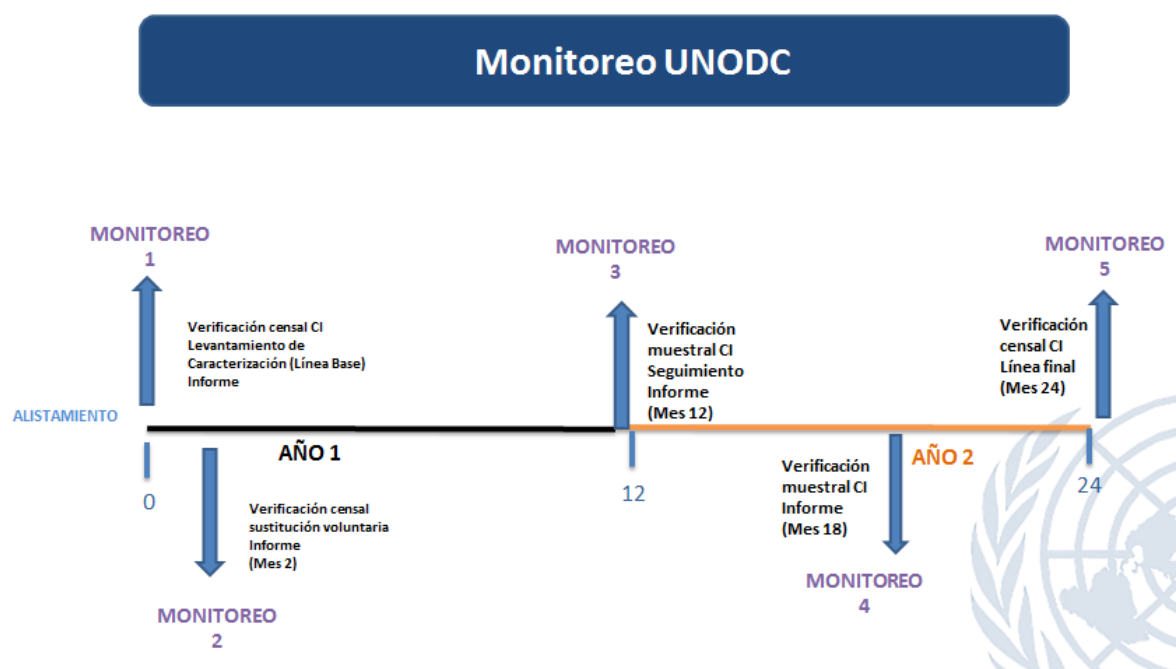 Monitoreo UNODC
MONITOREO
1
Verificación censal CI
Levantamiento de
Caracterización (Línea Base)
Informe
ALISTAMIENTO
0
AÑO 1
Verificación censal
sustitución voluntaria
Informe
(Mes 2)
MONITOREO
2
MONITOREO
3
Verificación
muestral CI
Seguimiento
Informe
(Mes 12)
12
Verificación
muestral CI
Informe
(Mes 18)
MONITOREO
4
AÑO 2
MONITOREO
5
Verificación
censal CI
Línea final
(Mes 24)
24